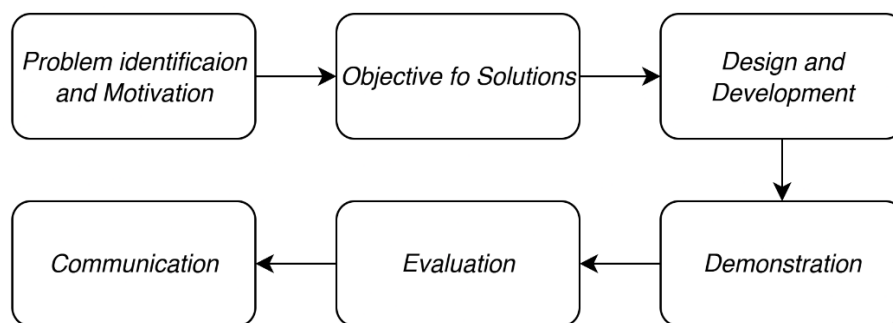 Problem identificaion
and Motivation
Objective fo Solutions
Design and
Development
Communication
Evaluation
Demonstration